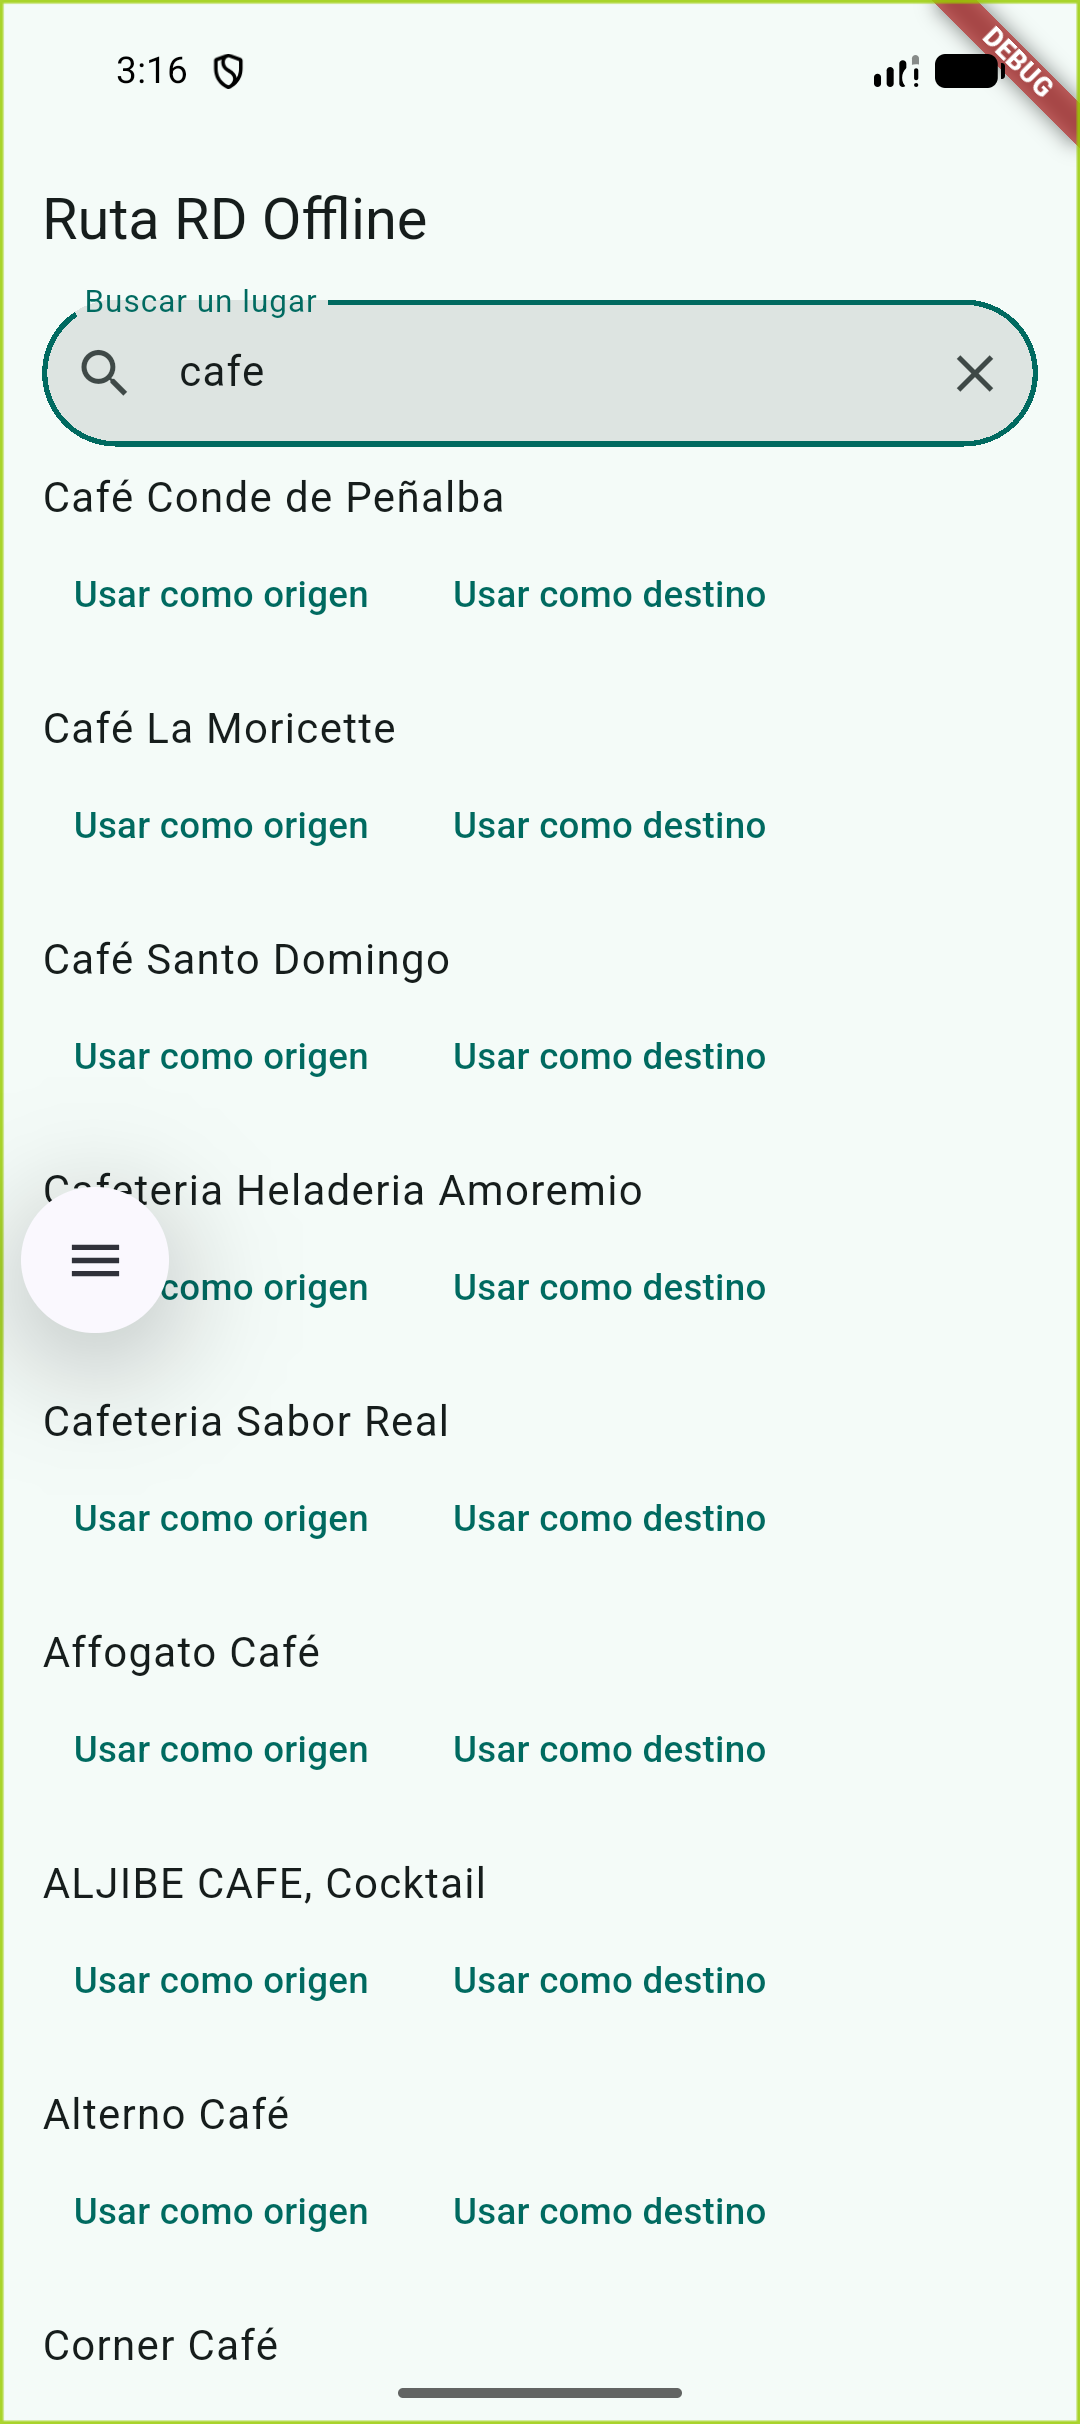 3:16
DEBUG
Ruta RD Offline
Buscar un lugar
cafe
Café Conde de Peñalba
Usar como origen Usar como destino
Café La Moricette
Usar como origen Usar como destino
Café Santo Domingo
Usar como origen Usar como destino
Cafeteria Heladeria Amoremio
como origen Usar como destino
Cafeteria Sabor Real
Usar como origen Usar como destino
Affogato Café
Usar como origen Usar como destino
ALJIBE CAFE, Cocktail
Usar como origen Usar como destino
Alterno Café
Usar como origen Usar como destino
Corner Café